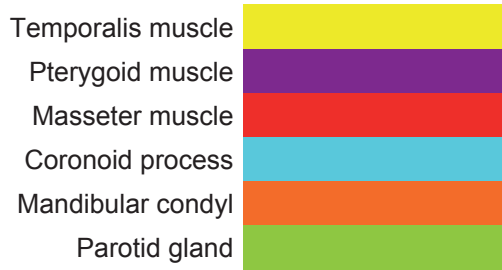 Temporalis muscle
Pterygoid muscle
Masseter muscle
Coronoid process
Mandibular condyl
Parotid gland